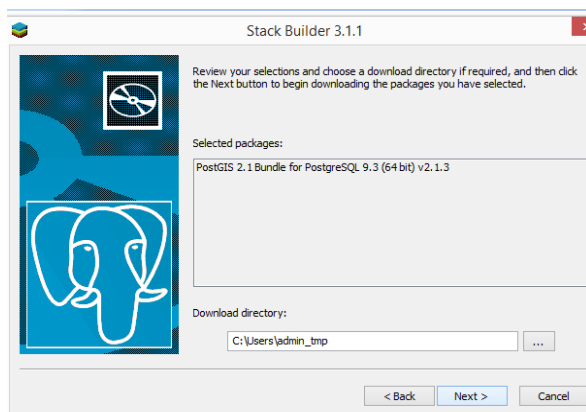 Stack Builder 3.1.1
Review your selections and choose a download directory if required, and then click
the Next button to begin downloading the packages you have selected.
Selected packages:
PostGIS 2.1 Bundle for PostgreSQL 9.3 (64 bit) v2.1.3
Download directory:
C:\Users\admin_tmp
...
< Back
Next >
Cancel